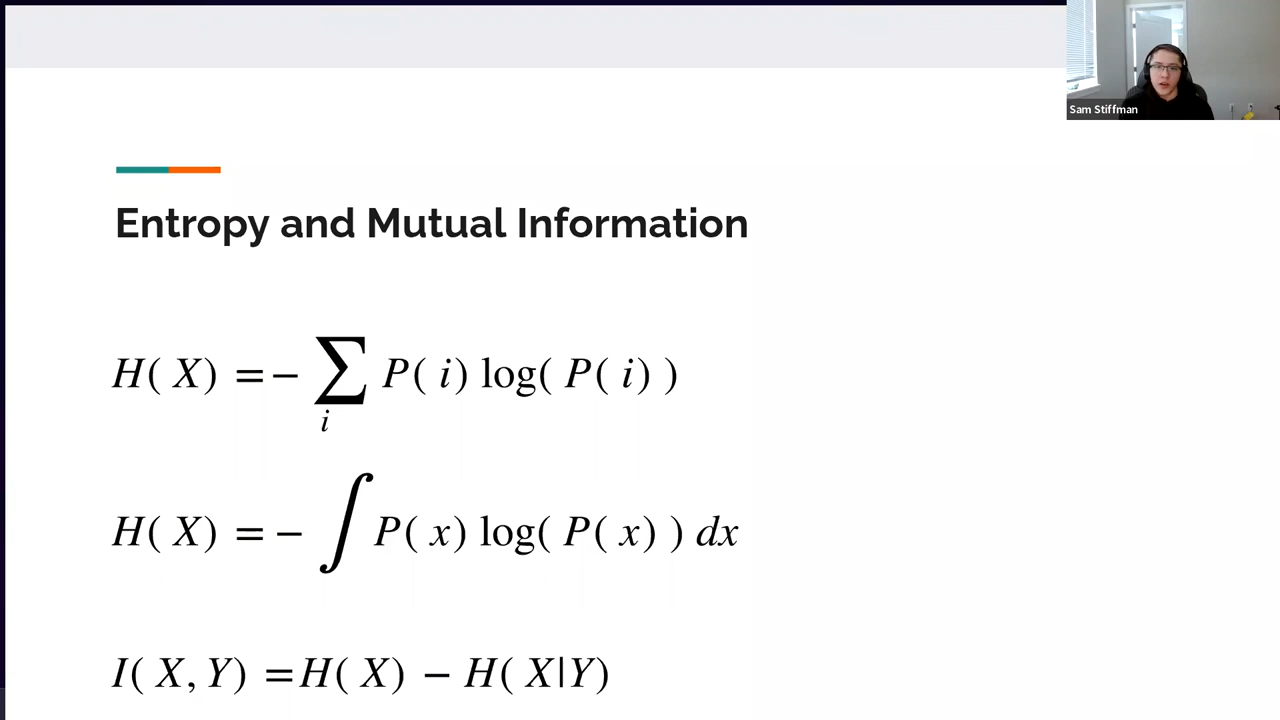 Sam Stiffman
Entropy and Mutual Information
H( X) = − ∑ P( i) log( P( i) )
i
H( X) = − ∫ P( x) log( P( x) ) dx
I( X, Y) = H( X) − H( X|Y)